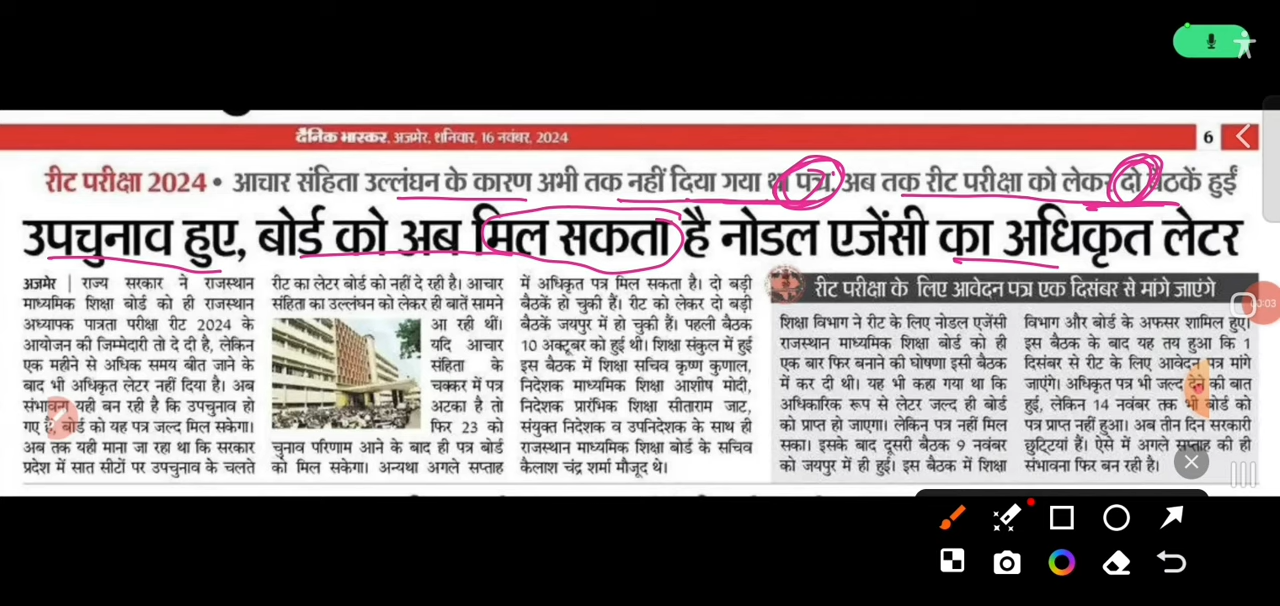 दैनिक भास्कर, अजमेर, शनिवार, 16 नवंबर, 2024
6
रीट परीक्षा 2024 • आचार संहिता उल्लंघन के कारण अभी तक नहीं दिया गया था पत्र, अब तक रीट परीक्षा को लेकर दो बैठकें हुईं
उपचुनाव हुए, बोर्ड को अब मिल सकता है नोडल एजेंसी का अधिकृत लेटर
अजमेर | राज्य सरकार ने राजस्थान
माध्यमिक शिक्षा बोर्ड को ही राजस्थान
अध्यापक पात्रता परीक्षा रीट 2024 के
आयोजन की जिम्मेदारी तो दे दी है, लेकिन
एक महीने से अधिक समय बीत जाने के
बाद भी अधिकृत लेटर नहीं दिया है। अब
संभावना यही बन रही है कि उपचुनाव हो
गए है, बोर्ड को यह पत्र जल्द मिल सकेगा।
अब तक यही माना जा रहा था कि सरकार
प्रदेश में सात सीटों पर उपचुनाव के चलते
रीट का लेटर बोर्ड को नहीं दे रही है। आचार
संहिता का उल्लंघन को लेकर ही बातें सामने
आ रही थीं।
यदि आचार
संहिता के
चक्कर में पत्र
अटका है तो
फिर 23 को
चुनाव परिणाम आने के बाद ही पत्र बोर्ड
को मिल सकेगा। अन्यथा अगले सप्ताह
में अधिकृत पत्र मिल सकता है। दो बड़ी
बैठकें हो चुकी हैं। रीट को लेकर दो बड़ी
बैठकें जयपुर में हो चुकी हैं। पहली बैठक
10 अक्टूबर को हुई थी। शिक्षा संकुल में हुई
इस बैठक में शिक्षा सचिव कृष्ण कुणाल,
निदेशक माध्यमिक शिक्षा आशीष मोदी,
निदेशक प्रारंभिक शिक्षा सीताराम जाट,
संयुक्त निदेशक व उपनिदेशक के साथ ही
राजस्थान माध्यमिक शिक्षा बोर्ड के सचिव
कैलाश चंद्र शर्मा मौजूद थे।
रीट परीक्षा के लिए आवेदन पत्र एक दिसंबर से मांगे जाएंगे
शिक्षा विभाग ने रीट के लिए नोडल एजेंसी
राजस्थान माध्यमिक शिक्षा बोर्ड को ही
एक बार फिर बनाने की घोषणा इसी बैठक
में कर दी थी। यह भी कहा गया था कि
अधिकारिक रूप से लेटर जल्द ही बोर्ड
को प्राप्त हो जाएगा। लेकिन पत्र नहीं मिल
सका। इसके बाद दूसरी बैठक 9 नवंबर
को जयपुर में ही हुई। इस बैठक में शिक्षा
विभाग और बोर्ड के अफसर शामिल हुए।
इस बैठक के बाद यह तय हुआ कि 1
दिसंबर से रीट के लिए आवेदन पत्र मांगे
जाएंगे। अधिकृत पत्र भी जल्द देने की बात
हुई, लेकिन 14 नवंबर तक भी बोर्ड को
पत्र प्राप्त नहीं हुआ। अब तीन दिन सरकारी
छुट्टियां हैं। ऐसे में अगले सप्ताह की ही
संभावना फिर बन रही है।